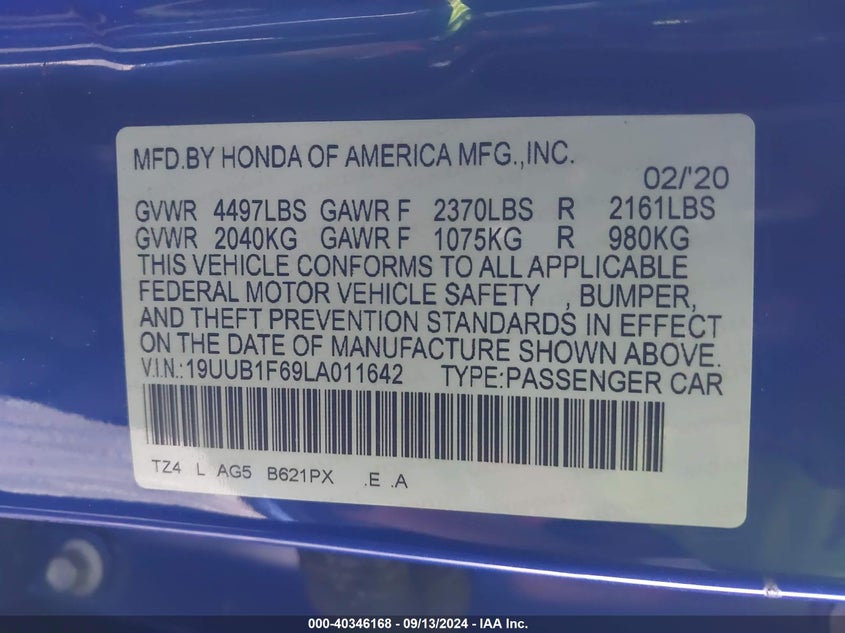 MFD.BY HONDA OF AMERICA MFG.,INC.
02/'20
GVWR 4497LBS GAWR F 2370LBS R 2161LBS
GVWR 2040KG GAWR F 1075KG R 980KG
THIS VEHICLE CONFORMS TO ALL APPLICABLE
FEDERAL MOTOR VEHICLE SAFETY , BUMPER,
AND THEFT PREVENTION STANDARDS IN EFFECT
ON THE DATE OF MANUFACTURE SHOWN ABOVE.
V.I.N.:19UUB1F69LA011642 TYPE:PASSENGER CAR
TZ4 L AG5 B621PX .E .A
000-40346168 - 09/13/2024 - IAA Inc.